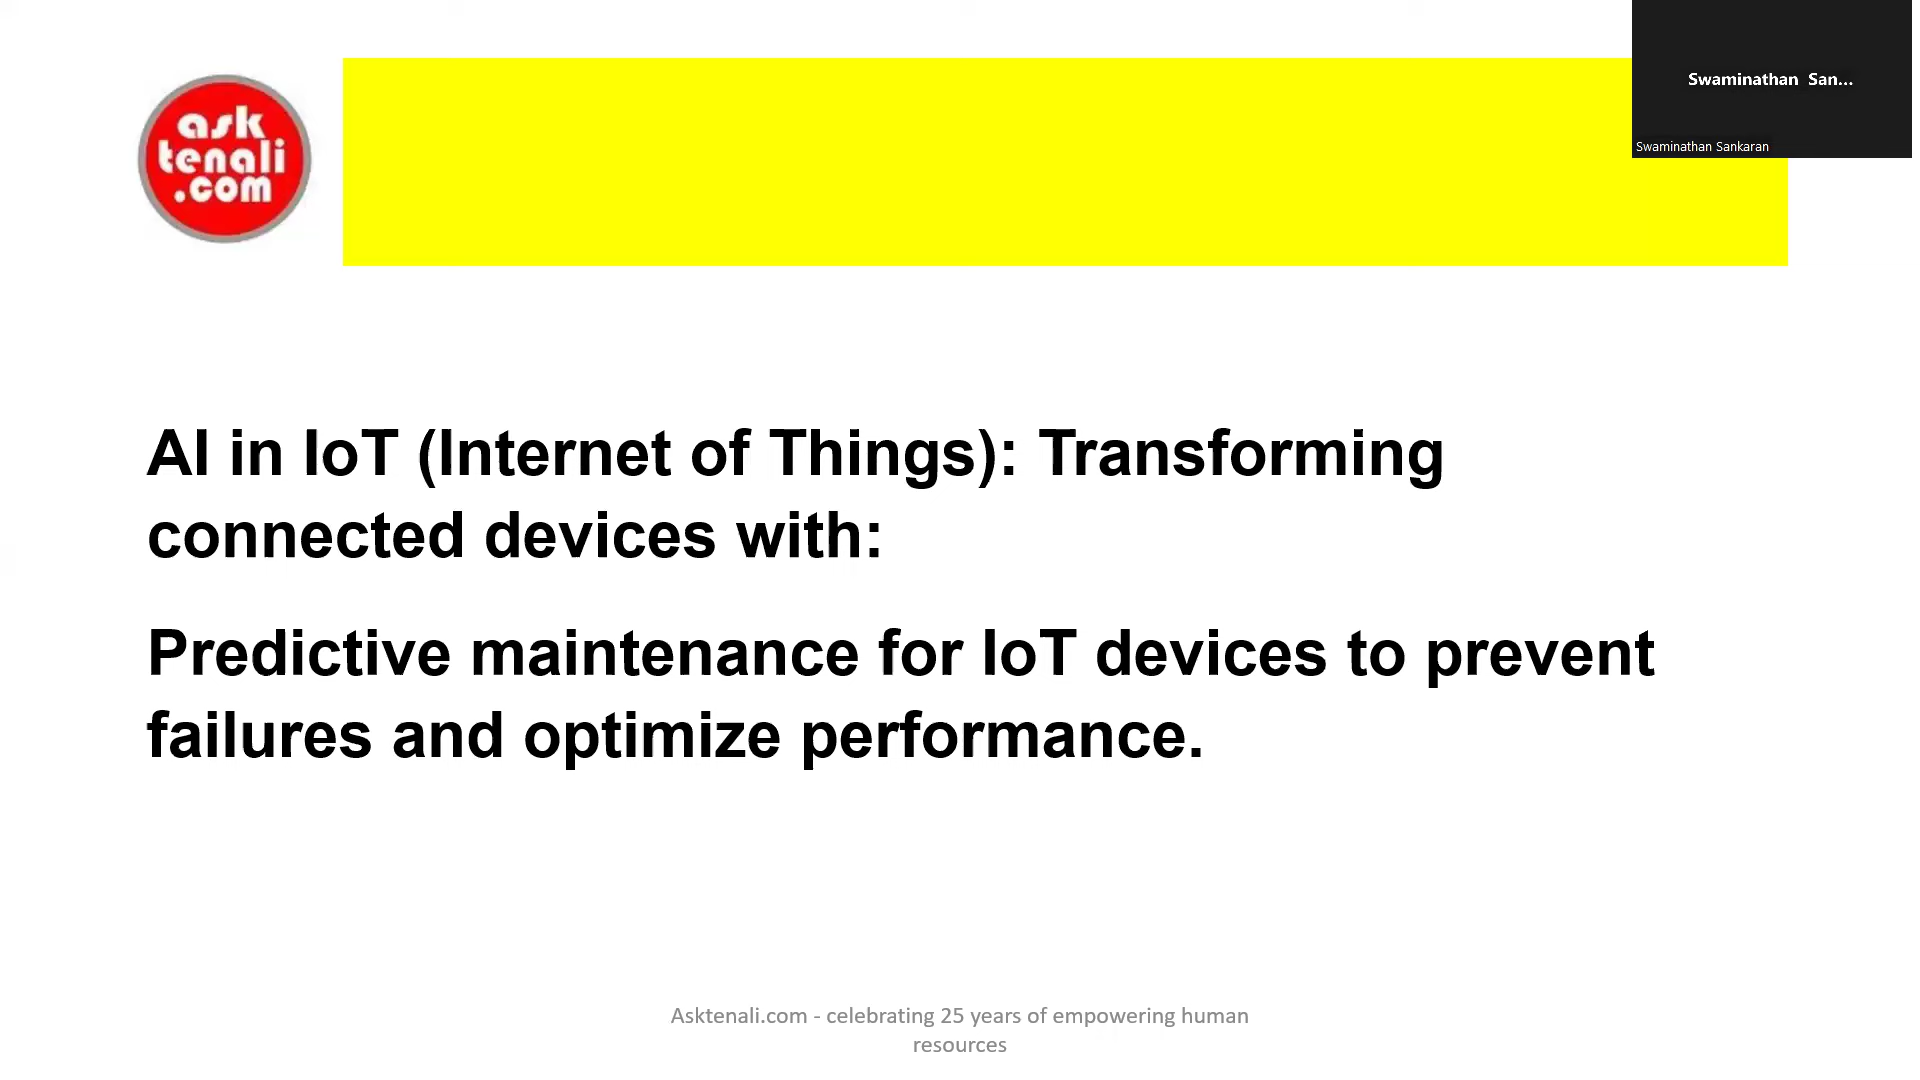 ask
tenali
.com
Swaminathan San...
Swaminathan Sankaran
AI in IoT (Internet of Things): Transforming
connected devices with:
Predictive maintenance for IoT devices to prevent
failures and optimize performance.
Asktenali.com - celebrating 25 years of empowering human
resources